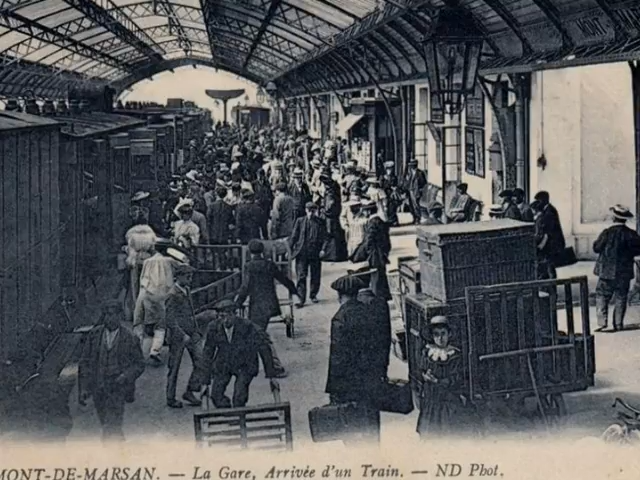 MONT-DE-MARSAN. — La Gare, Arrivée d'un Train. — ND Phot.